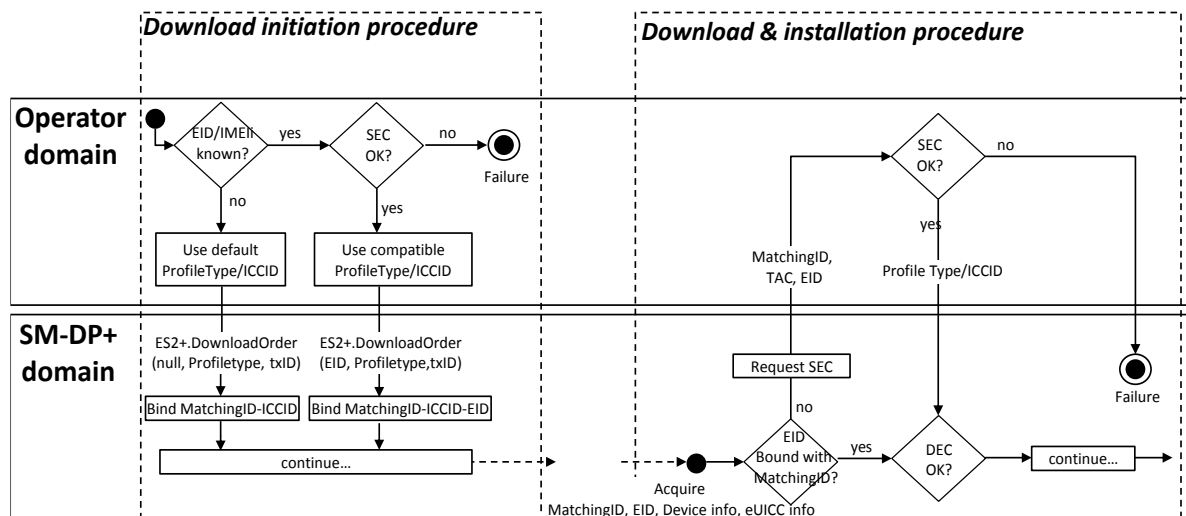 Download initiation procedure
Download & installation procedure
Operator
domain
EID/IMEIi
known?
yes
SEC
OK?
no
Failure
no
yes
Use default
ProfileType/ICCID
Use compatible
ProfileType/ICCID
SEC
OK?
no
yes
MatchingID,
TAC, EID
Profile Type/ICCID
SM-DP+
domain
ES2+.DownloadOrder
(null, Profiletype, txID)
ES2+.DownloadOrder
(EID, Profiletype,txID)
Bind MatchingID-ICCID
Bind MatchingID-ICCID-EID
continue...
Request SEC
no
Failure
EID
Bound with
MatchingID?
yes
DEC
OK?
continue...
Acquire
MatchingID, EID, Device info, eUICC info